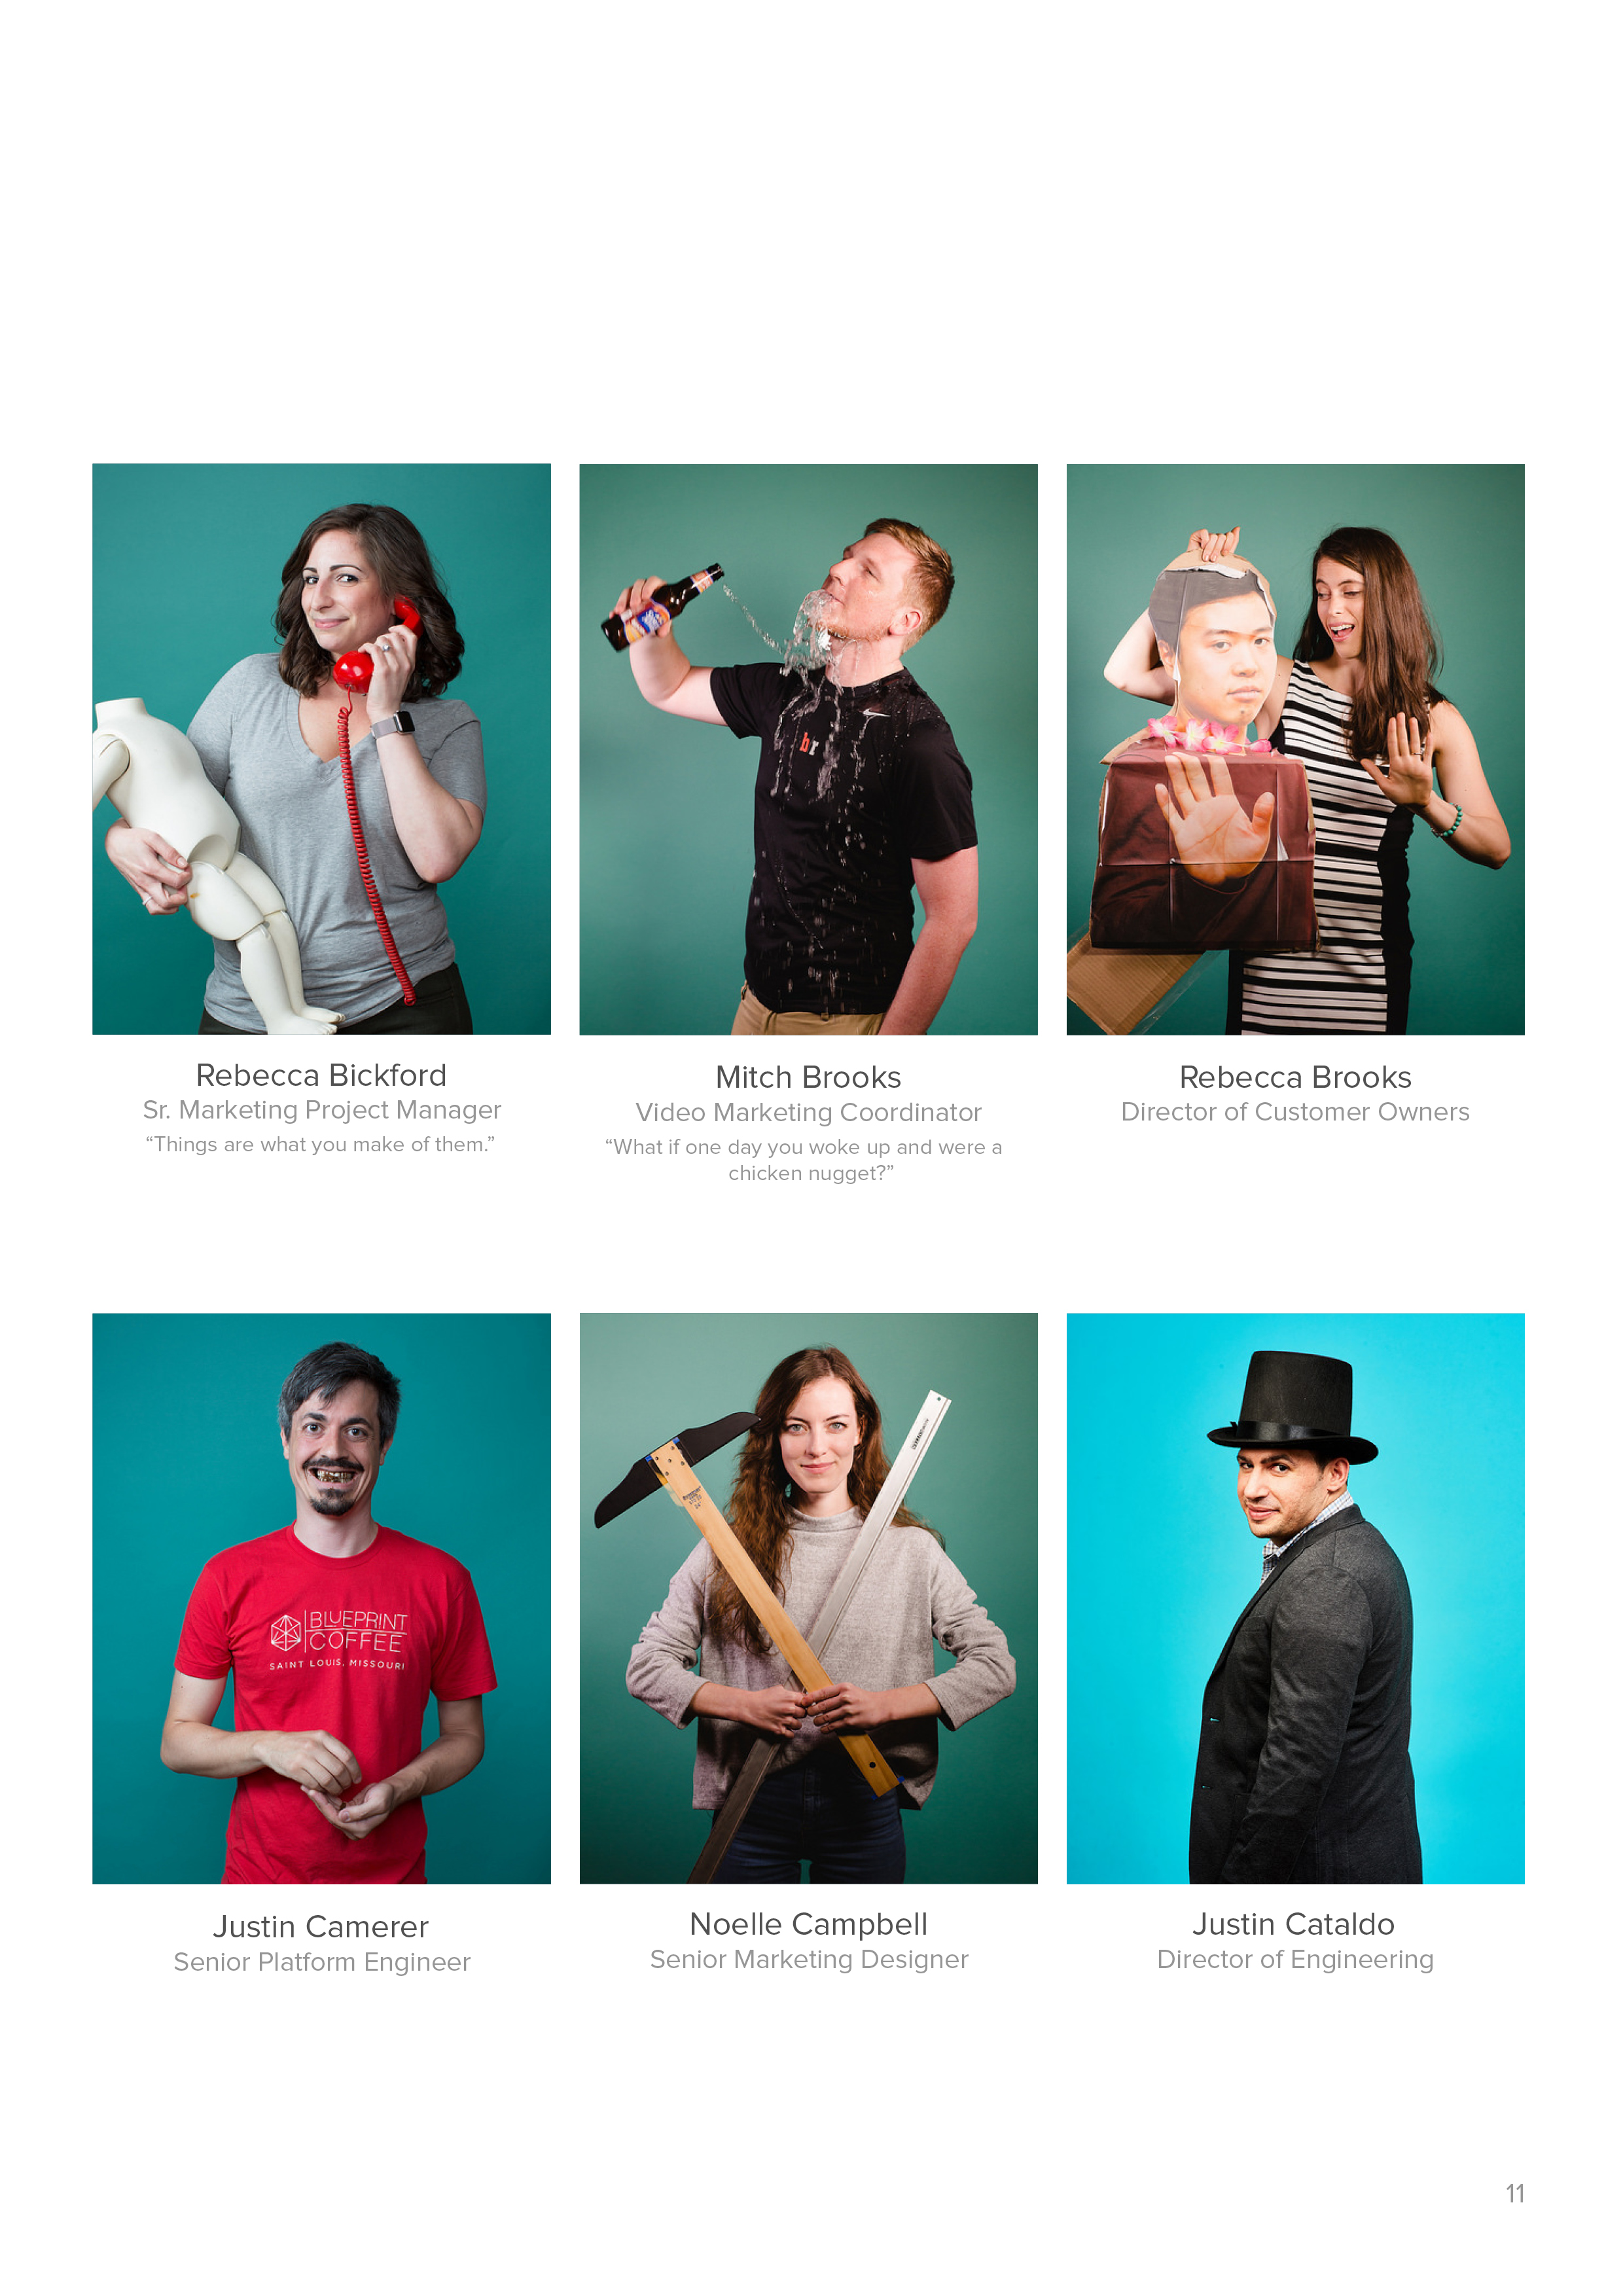 br
Rebecca Bickford
Sr. Marketing Project Manager
“Things are what you make of them.”
Mitch Brooks
Video Marketing Coordinator
“What if one day you woke up and were a
chicken nugget?”
Rebecca Brooks
Director of Customer Owners
BLUEPRINT
COFFEE
SAINT LOUIS, MISSOURI
Justin Camerer
Senior Platform Engineer
Noelle Campbell
Senior Marketing Designer
Justin Cataldo
Director of Engineering
11